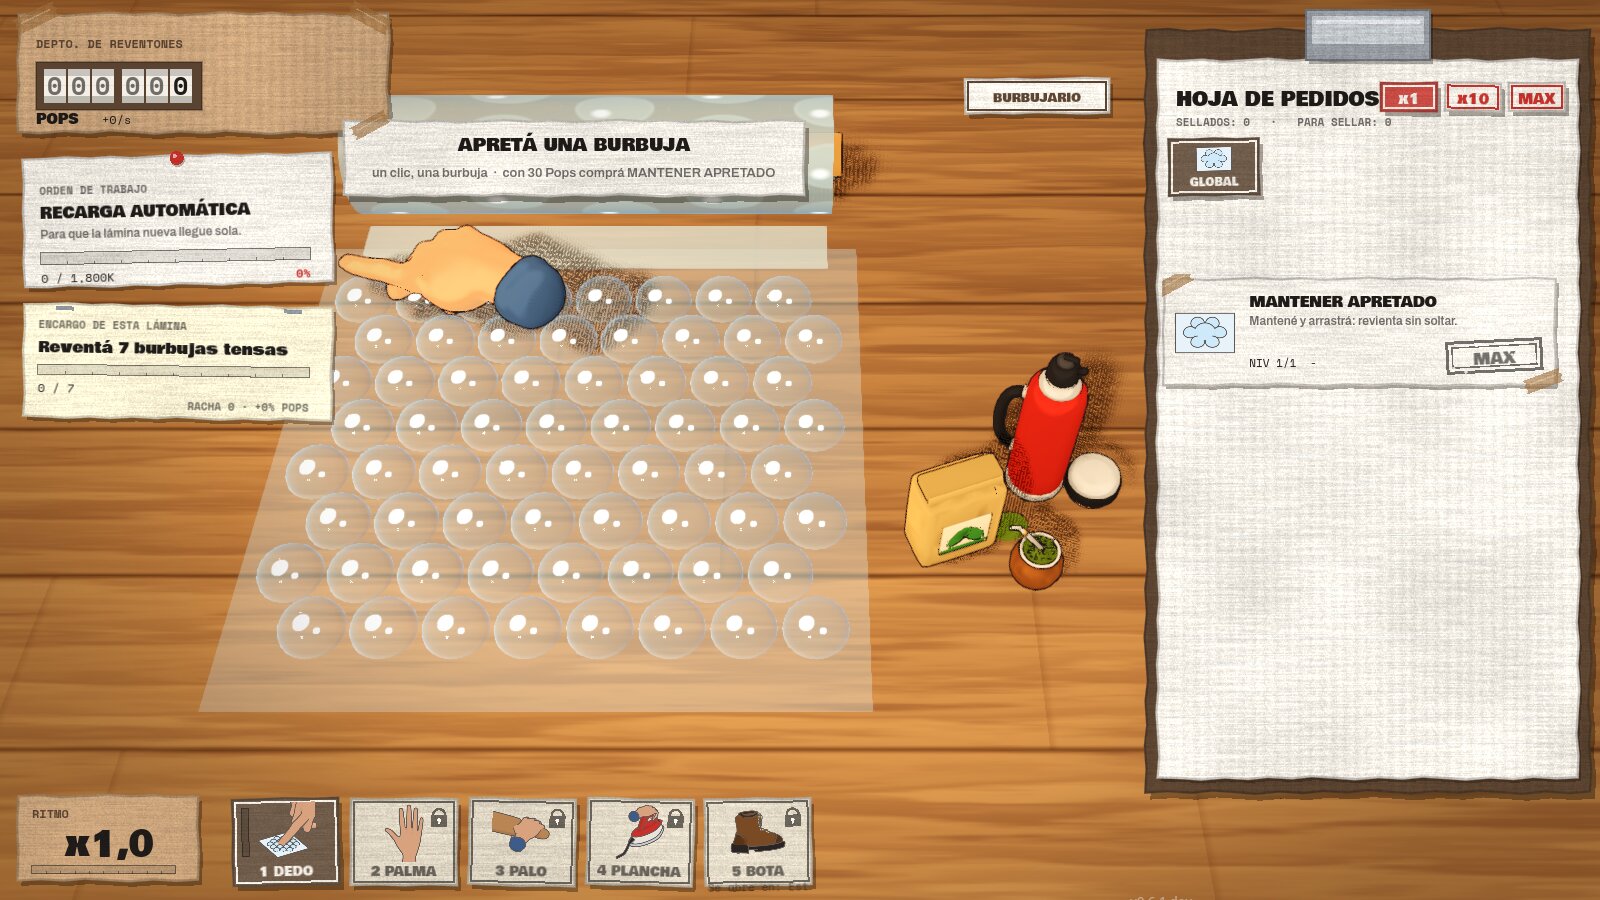 DEPTO. DE REVENTONES
000 000
POPS +0/s
ORDEN DE TRABAJO
RECARGA AUTOMÁTICA
Para que la lámina nueva llegue sola.
0 / 1.800K 0%
ENCARGO DE ESTA LÁMINA
Reventá 7 burbujas tensas
0 / 7
RACHA 0 · +0% POPS
APRETÁ UNA BURBUJA
un clic, una burbuja · con 30 Pops comprá MANTENER APRETADO
BURBUJARIO
HOJA DE PEDIDOS x1 x10 MAX
SELLADOS: 0 · PARA SELLAR: 0
GLOBAL
MANTENER APRETADO
Mantené y arrastrá: revienta sin soltar.
NIV 1/1 -
MAX
RITMO
x1,0
1 DEDO
2 PALMA
3 PALO
4 PLANCHA
5 BOTA